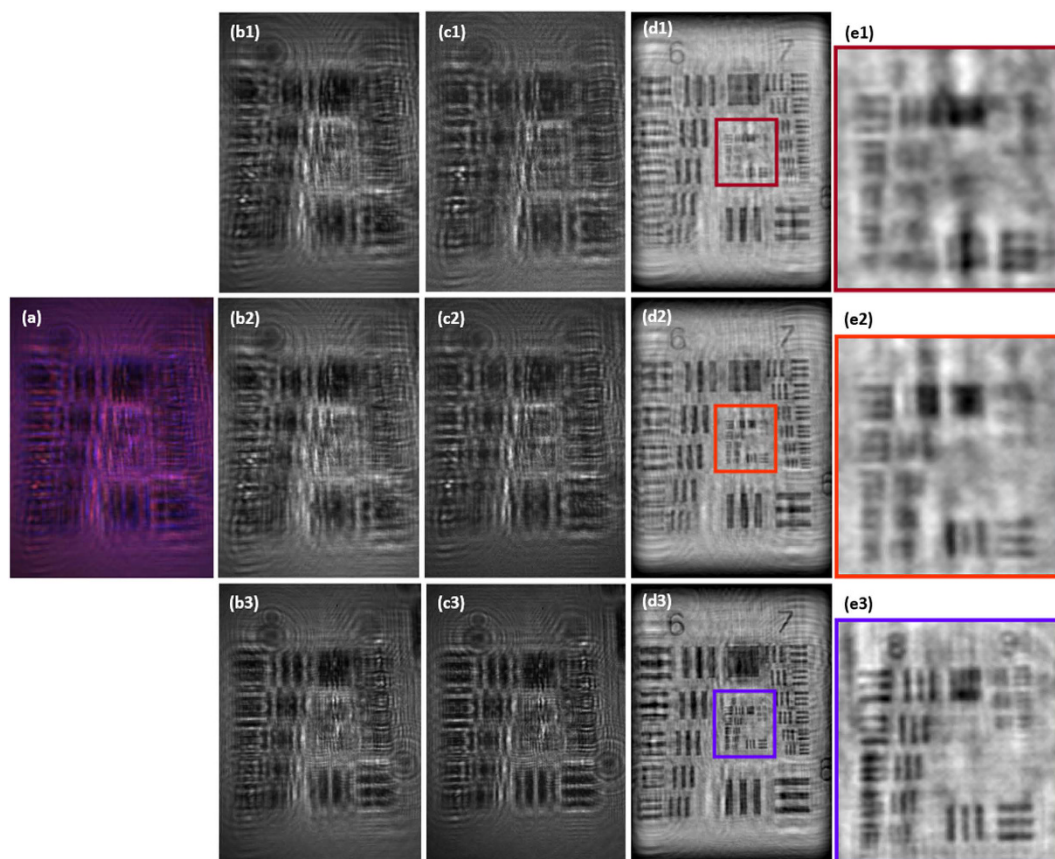 (b1) (c1) (d1) (e1)
6 7
(a) (b2) (c2) (d2) (e2)
6 7
(b3) (c3) (d3) (e3)
6 7
8 9